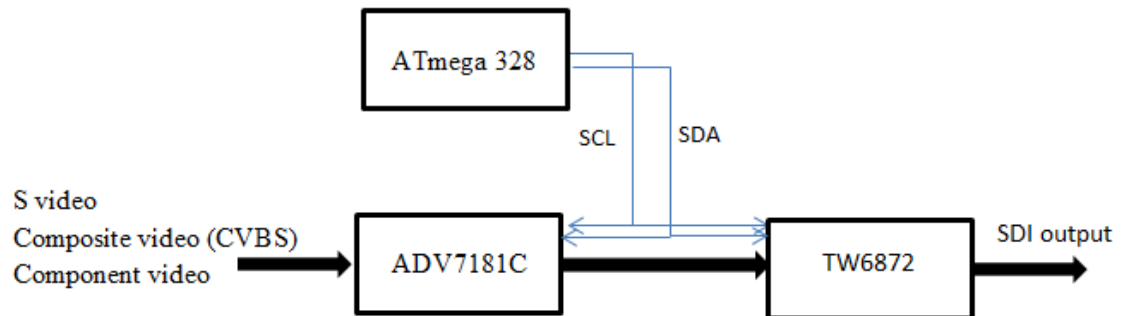 ATmega 328
SCL
SDA
S video
Composite video (CVBS)
Component video
ADV7181C
TW6872
SDI output